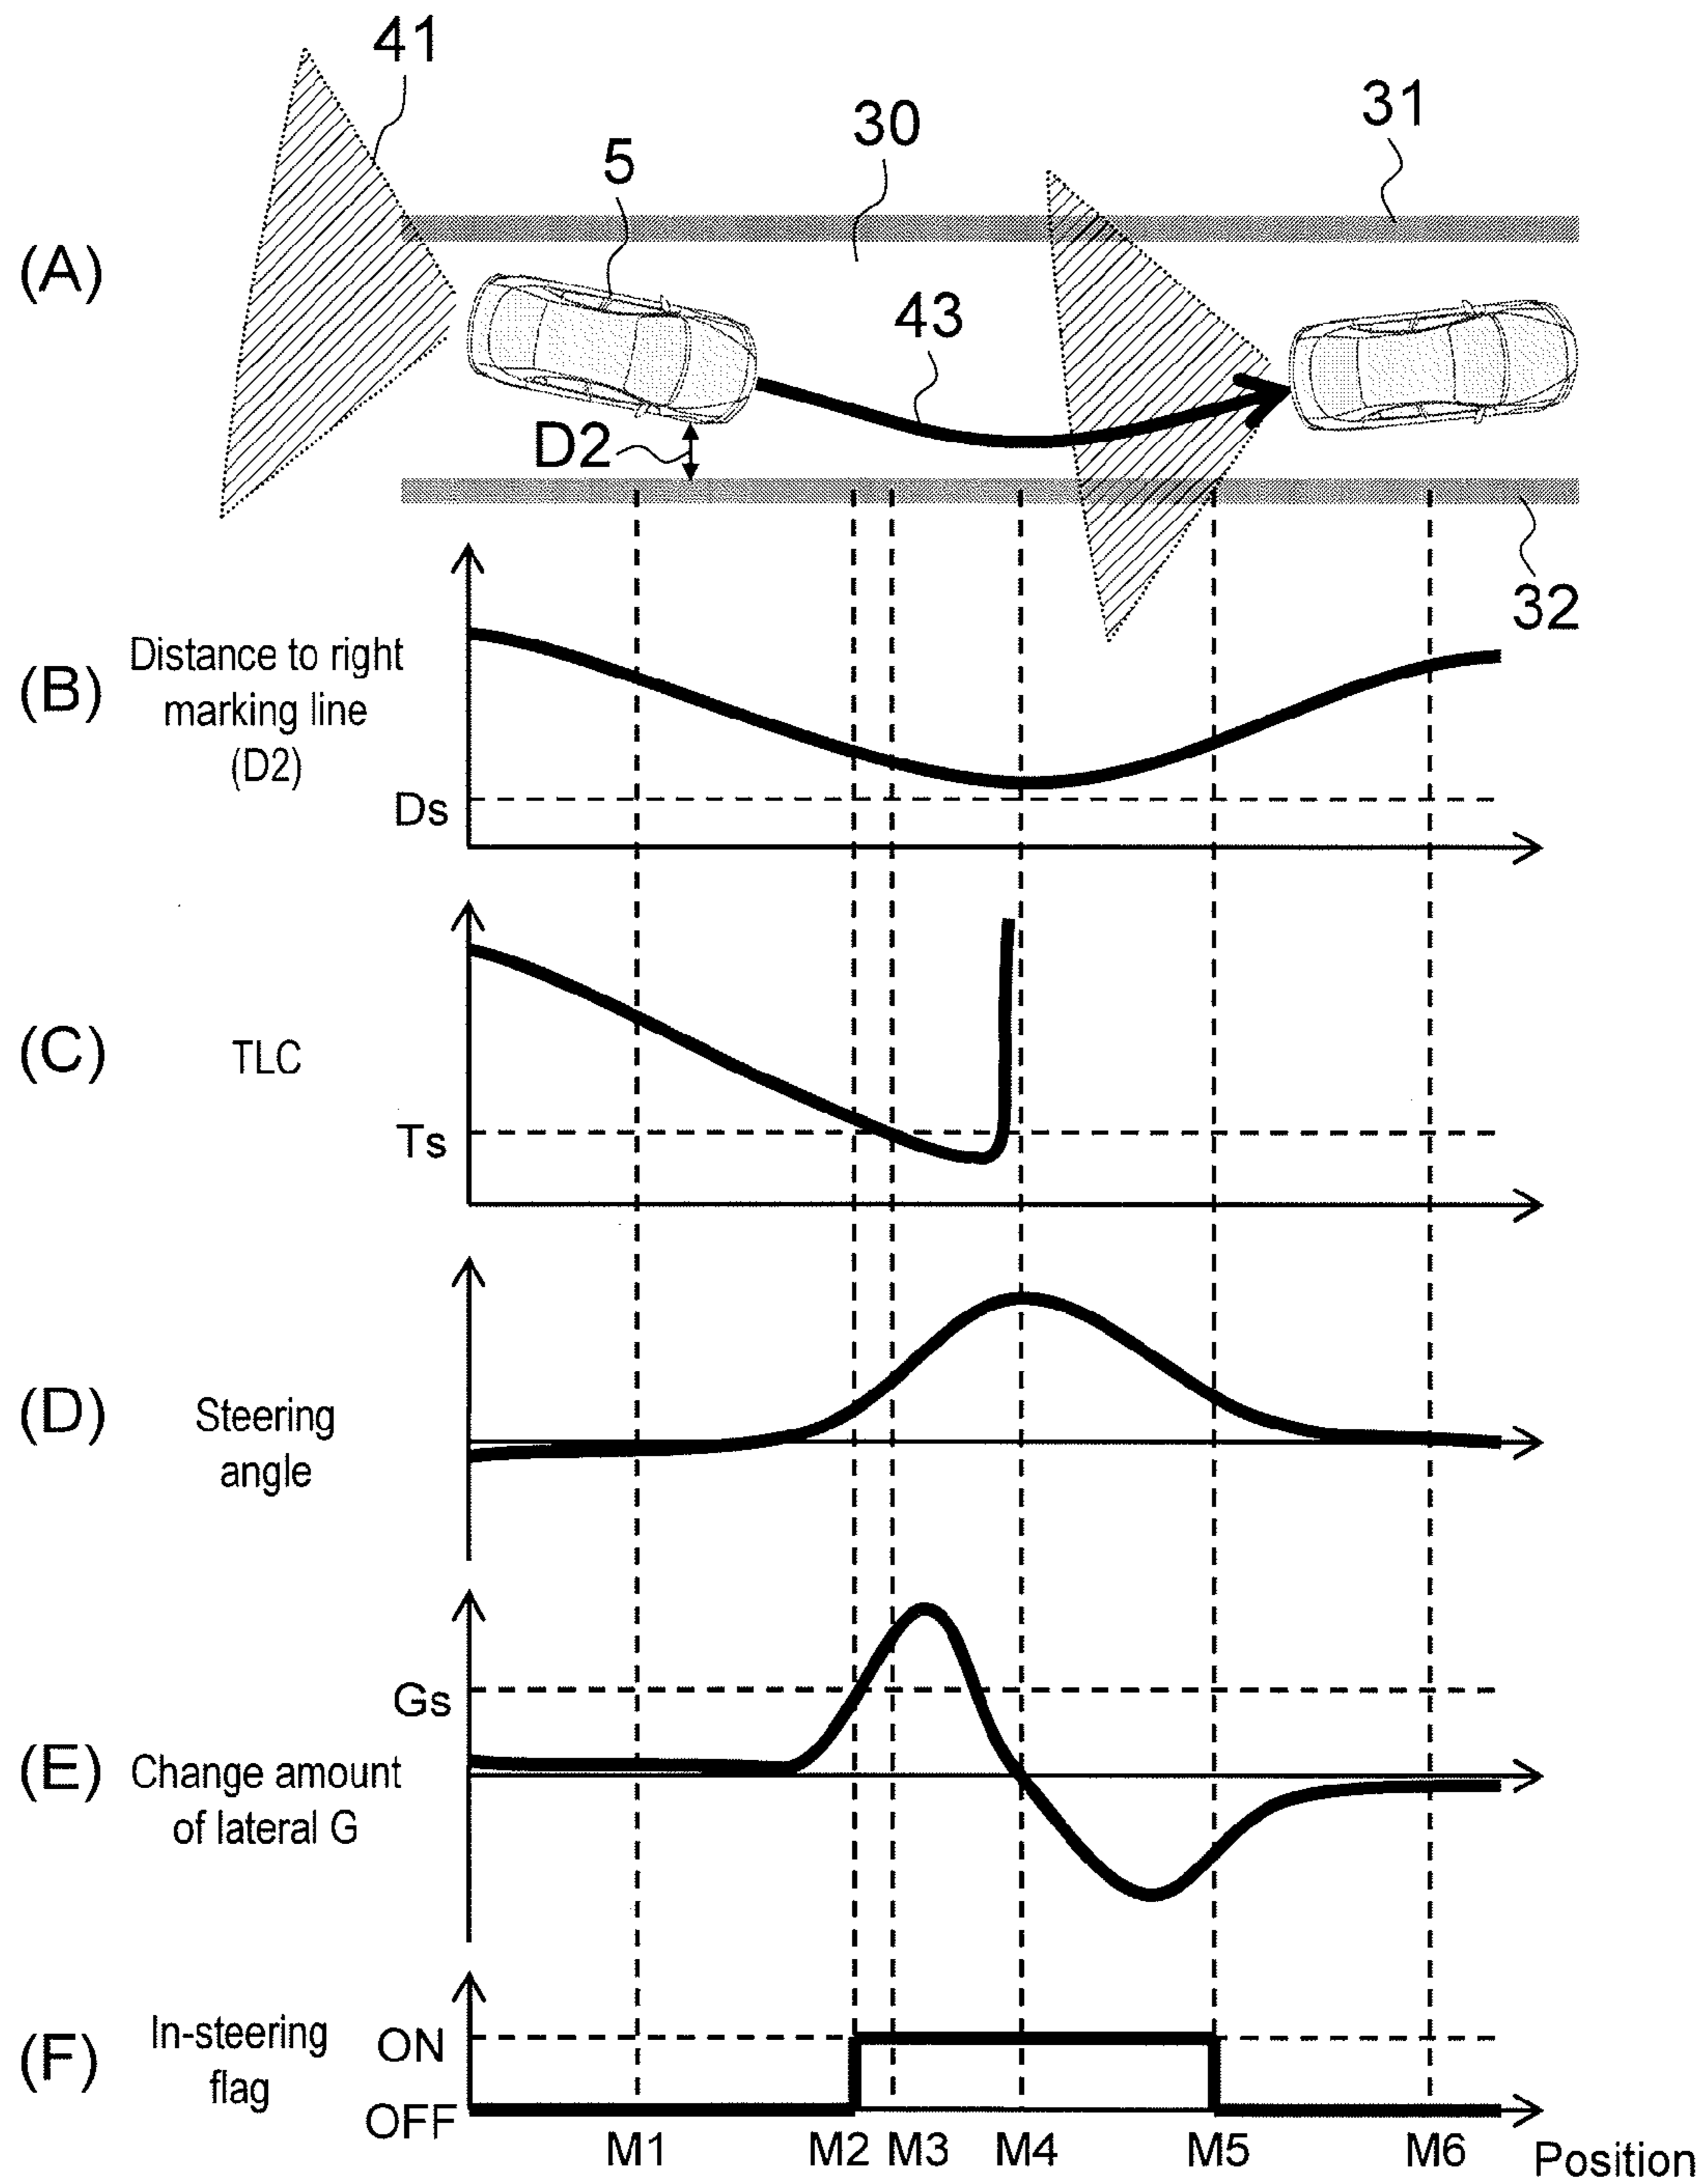 41
31
30
5
(A)
43
D2
32
(B)
Distance to right
marking line
(D2)
Ds
(C)
TLC
Ts
(D)
Steering
angle
Gs
(E)
Change amount
of lateral G
(F)
In-steering
flag
ON
OFF
M1 M2 M3 M4 M5 M6 Position